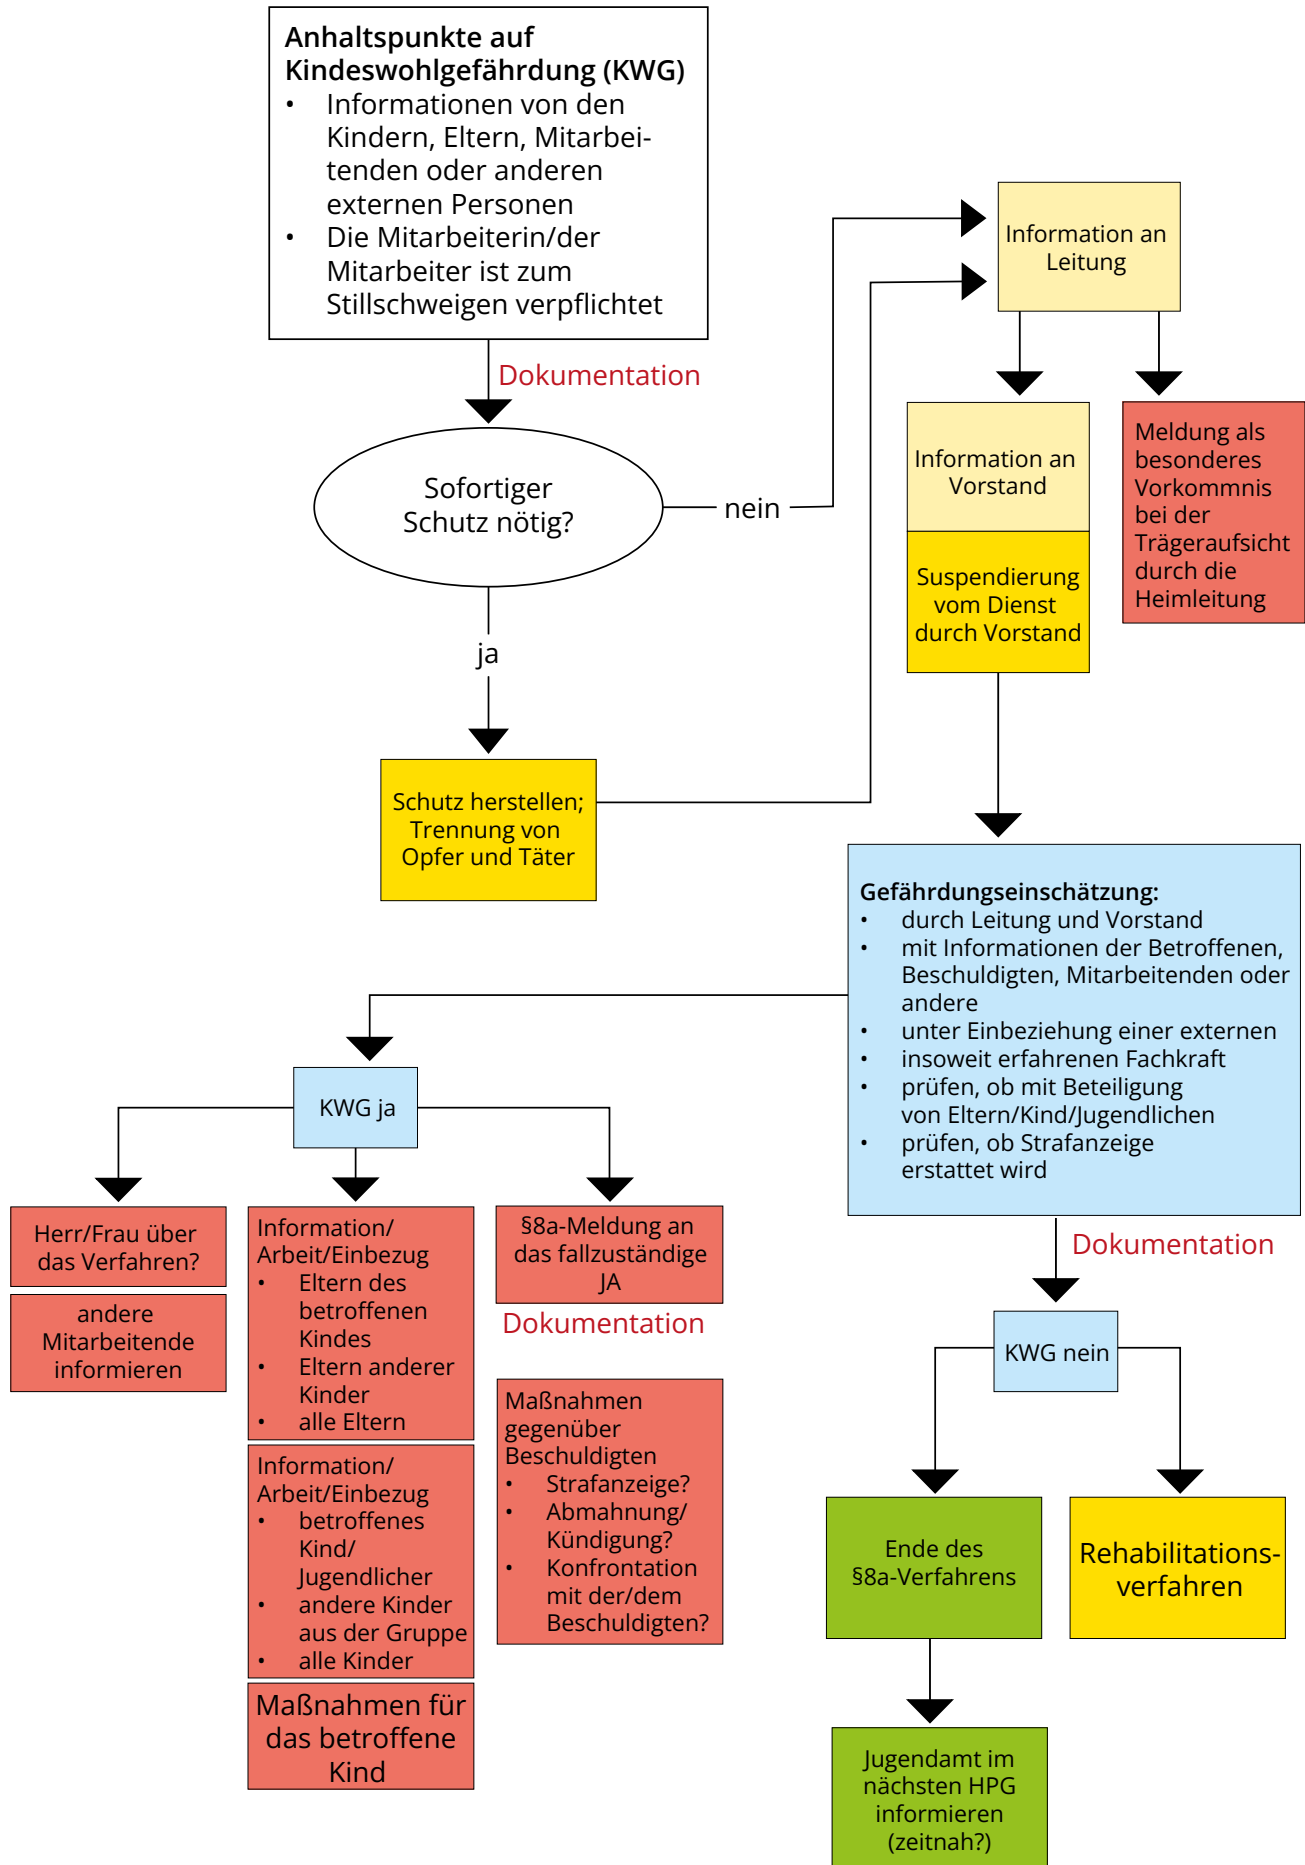 Anhaltspunkte auf
Kindeswohlgefährdung (KWG)
• Informationen von den
Kindern, Eltern, Mitarbei-
tenden oder anderen
externen Personen
• Die Mitarbeiterin/der
Mitarbeiter ist zum
Stillschweigen verpflichtet
Dokumentation
Sofortiger
Schutz nötig?
nein
ja
Schutz herstellen;
Trennung von
Opfer und Täter
Information an
Leitung
Information an
Vorstand
Suspendierung
vom Dienst
durch Vorstand
Meldung als
besonderes
Vorkommnis
bei der
Trägeraufsicht
durch die
Heimleitung
Gefährdungseinschätzung:
• durch Leitung und Vorstand
• mit Informationen der Betroffenen,
Beschuldigten, Mitarbeitenden oder
andere
• unter Einbeziehung einer externen
• insoweit erfahrenen Fachkraft
• prüfen, ob mit Beteiligung
von Eltern/Kind/Jugendlichen
• prüfen, ob Strafanzeige
erstattet wird
Dokumentation
KWG ja
Herr/Frau über
das Verfahren?
andere
Mitarbeitende
informieren
Information/
Arbeit/Einbezug
• Eltern des
betroffenen
Kindes
• Eltern anderer
Kinder
• alle Eltern
Information/
Arbeit/Einbezug
• betroffenes
Kind/
Jugendlicher
• andere Kinder
aus der Gruppe
• alle Kinder
Maßnahmen für
das betroffene
Kind
§8a-Meldung an
das fallzuständige
JA
Dokumentation
Maßnahmen
gegenüber
Beschuldigten
• Strafanzeige?
• Abmahnung/
Kündigung?
• Konfrontation
mit der/dem
Beschuldigten?
KWG nein
Ende des
§8a-Verfahrens
Rehabilitations-
verfahren
Jugendamt im
nächsten HPG
informieren
(zeitnah?)